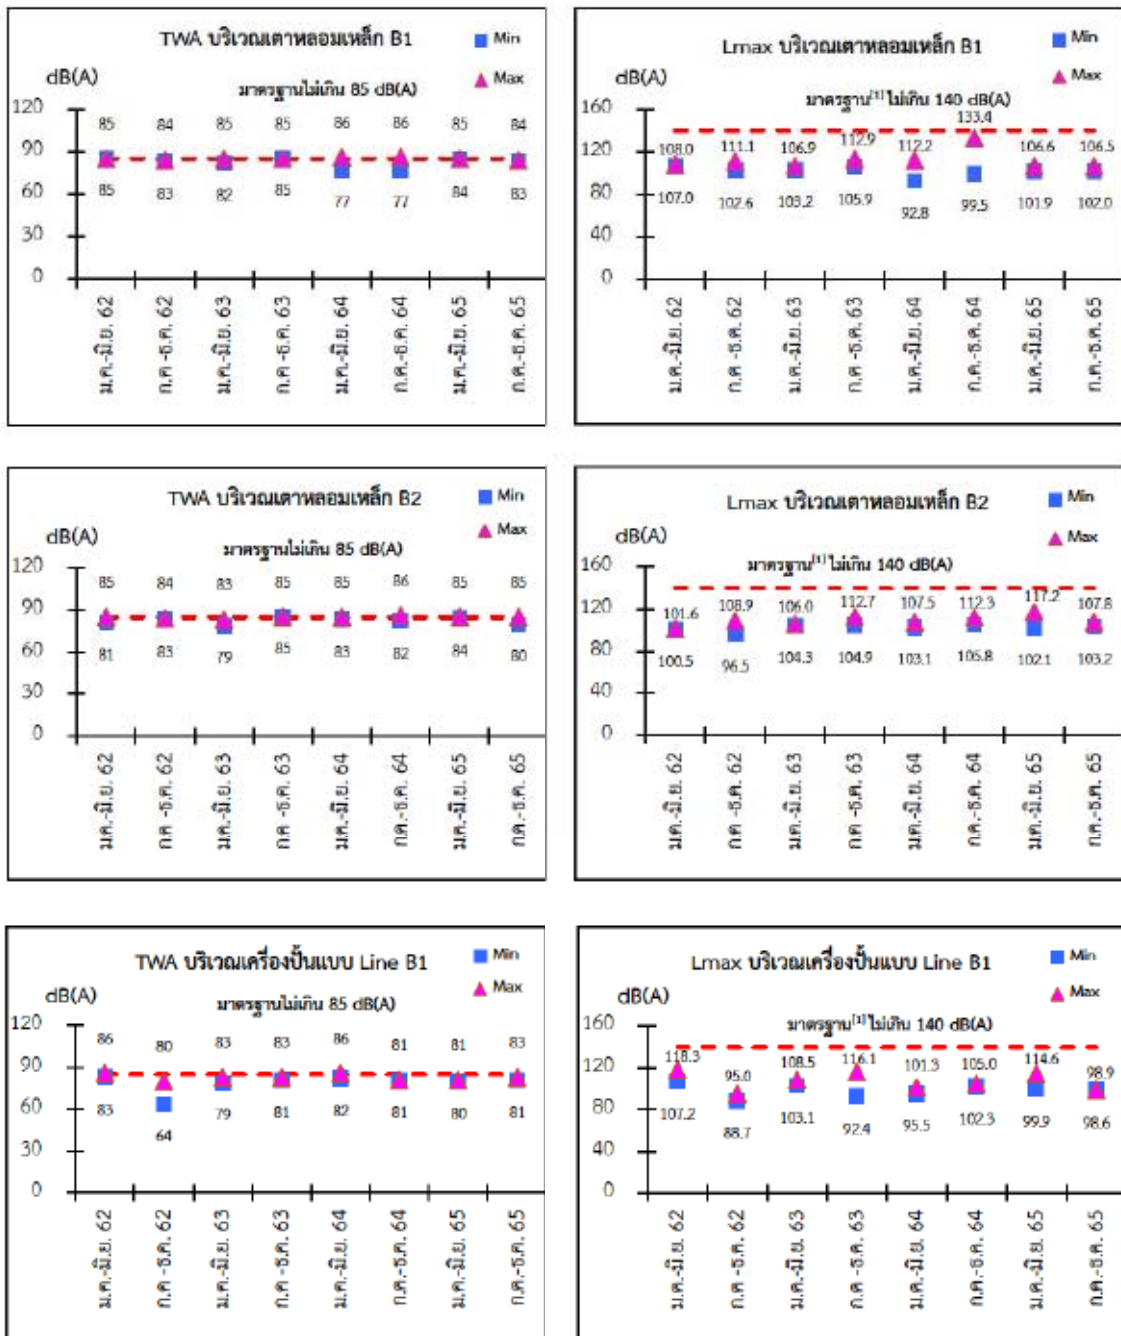 TWA บริเวณเตาหลอมเหล็ก B1
Min
Max
dB(A)
มาตรฐานไม่เกิน 85 dB(A)
120
90
60
30
0
85 84 85 85 86 86 85 84
85 83 82 85 77 77 84 83
ม.ค.-มิ.ย. 62
ก.ค -ธ.ค. 62
ม.ค.-มิ.ย. 63
ก.ค -ธ.ค. 63
ม.ค.-มิ.ย. 64
ก.ค.-ธ.ค. 64
ม.ค.-มิ.ย. 65
ก.ค.-ธ.ค. 65
Lmax บริเวณเตาหลอมเหล็ก B1
Min
Max
dB(A)
มาตรฐาน[1] ไม่เกิน 140 dB(A)
160
120
80
40
0
108.0 111.1 106.9 112.9 112.2 133.4 106.6 106.5
107.0 102.6 103.2 105.9 92.8 99.5 101.9 102.0
ม.ค.-มิ.ย. 62
ก.ค -ธ.ค. 62
ม.ค.-มิ.ย. 63
ก.ค -ธ.ค. 63
ม.ค.-มิ.ย. 64
ก.ค.-ธ.ค. 64
ม.ค.-มิ.ย. 65
ก.ค.-ธ.ค. 65
TWA บริเวณเตาหลอมเหล็ก B2
Min
Max
dB(A)
มาตรฐานไม่เกิน 85 dB(A)
120
90
60
30
0
85 84 83 85 85 86 85 85
81 83 79 85 83 82 84 80
ม.ค.-มิ.ย. 62
ก.ค -ธ.ค. 62
ม.ค.-มิ.ย. 63
ก.ค -ธ.ค. 63
ม.ค.-มิ.ย. 64
ก.ค.-ธ.ค. 64
ม.ค.-มิ.ย. 65
ก.ค.-ธ.ค. 65
Lmax บริเวณเตาหลอมเหล็ก B2
Min
Max
dB(A)
มาตรฐาน[1] ไม่เกิน 140 dB(A)
160
120
80
40
0
101.6 108.9 106.0 112.7 107.5 112.3 117.2 107.8
100.5 96.5 104.3 104.9 103.1 105.8 102.1 103.2
ม.ค.-มิ.ย. 62
ก.ค -ธ.ค. 62
ม.ค.-มิ.ย. 63
ก.ค -ธ.ค. 63
ม.ค.-มิ.ย. 64
ก.ค.-ธ.ค. 64
ม.ค.-มิ.ย. 65
ก.ค.-ธ.ค. 65
TWA บริเวณเครื่องปั้นแบบ Line B1
Min
Max
dB(A)
มาตรฐานไม่เกิน 85 dB(A)
120
90
60
30
0
86 80 83 83 86 81 81 83
83 64 79 81 82 81 80 81
ม.ค.-มิ.ย. 62
ก.ค -ธ.ค. 62
ม.ค.-มิ.ย. 63
ก.ค -ธ.ค. 63
ม.ค.-มิ.ย. 64
ก.ค.-ธ.ค. 64
ม.ค.-มิ.ย. 65
ก.ค.-ธ.ค. 65
Lmax บริเวณเครื่องปั้นแบบ Line B1
Min
Max
dB(A)
มาตรฐาน[1] ไม่เกิน 140 dB(A)
160
120
80
40
0
118.3 95.0 108.5 116.1 101.3 105.0 114.6 98.9
107.2 88.7 103.1 92.4 95.5 102.3 99.9 98.6
ม.ค.-มิ.ย. 62
ก.ค -ธ.ค. 62
ม.ค.-มิ.ย. 63
ก.ค -ธ.ค. 63
ม.ค.-มิ.ย. 64
ก.ค.-ธ.ค. 64
ม.ค.-มิ.ย. 65
ก.ค.-ธ.ค. 65